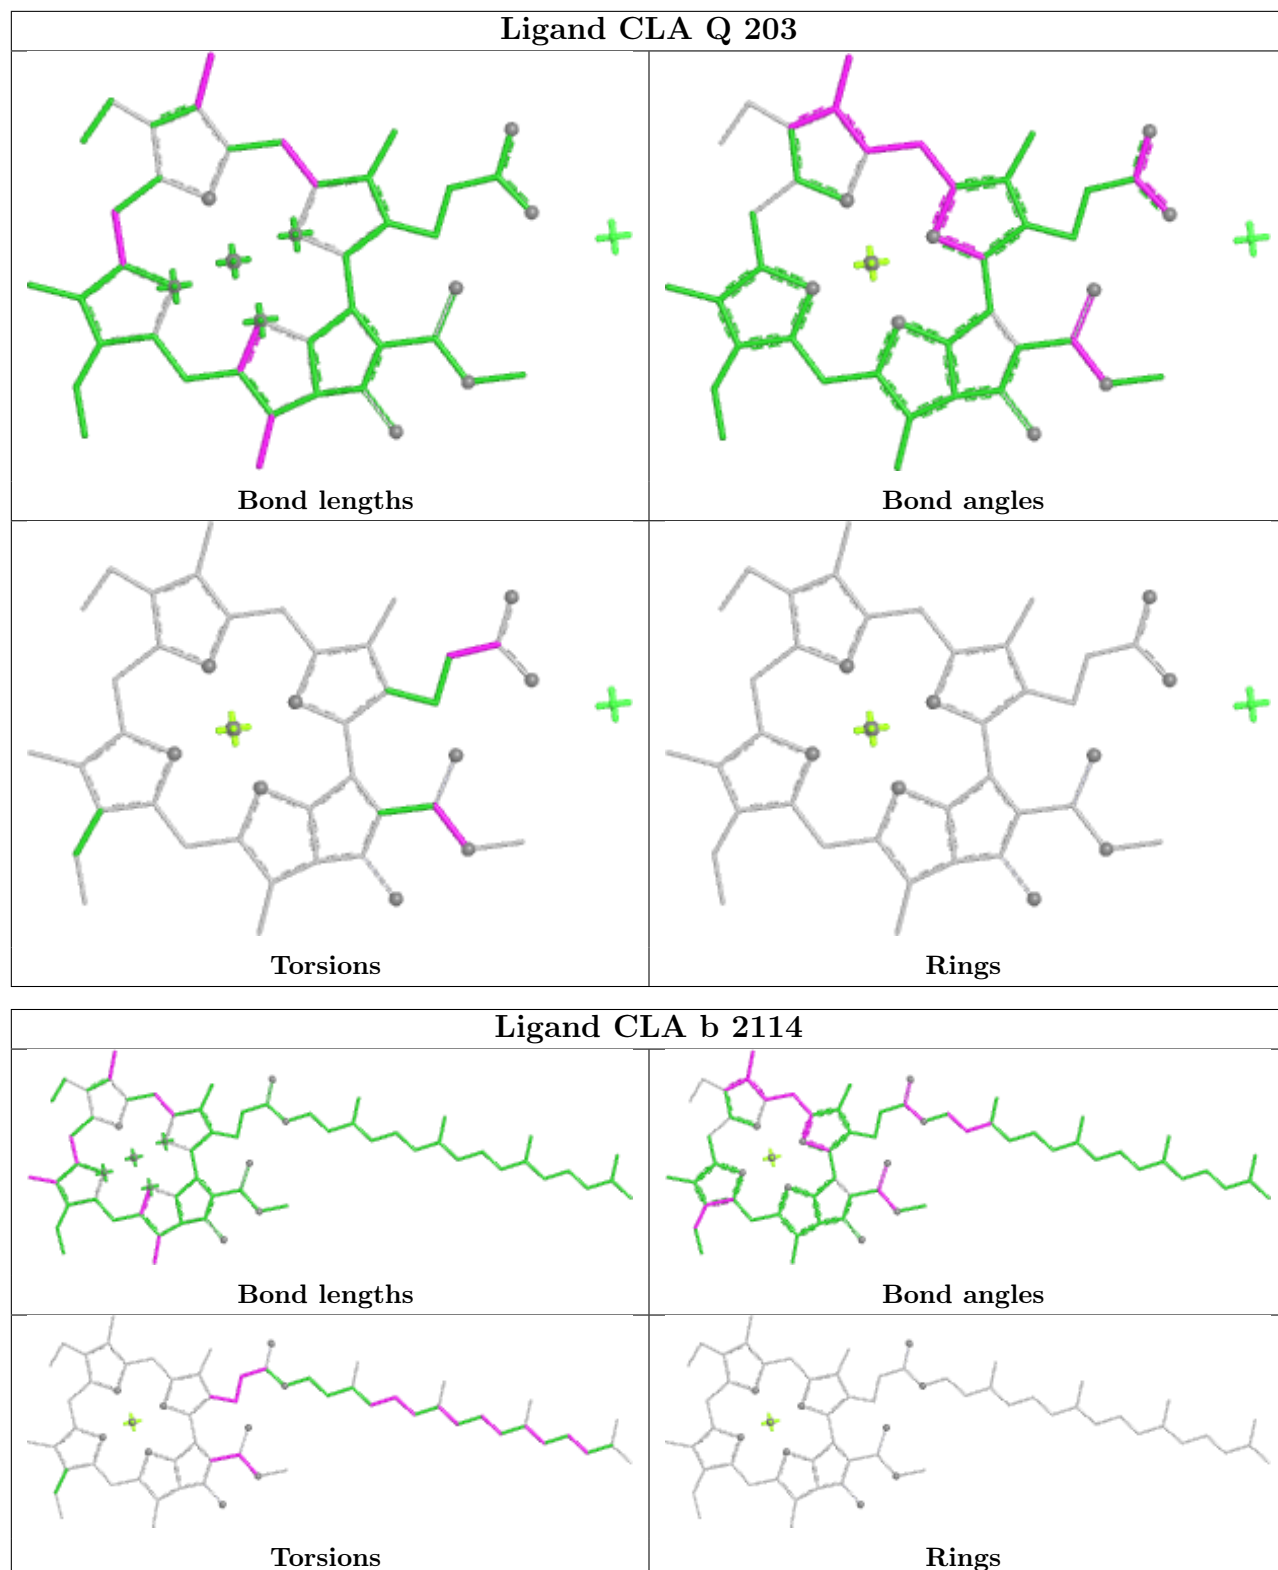 Ligand CLA Q 203
Bond lengths
Bond angles
Torsions
Rings
Ligand CLA b 2114
Bond lengths
Bond angles
Torsions
Rings